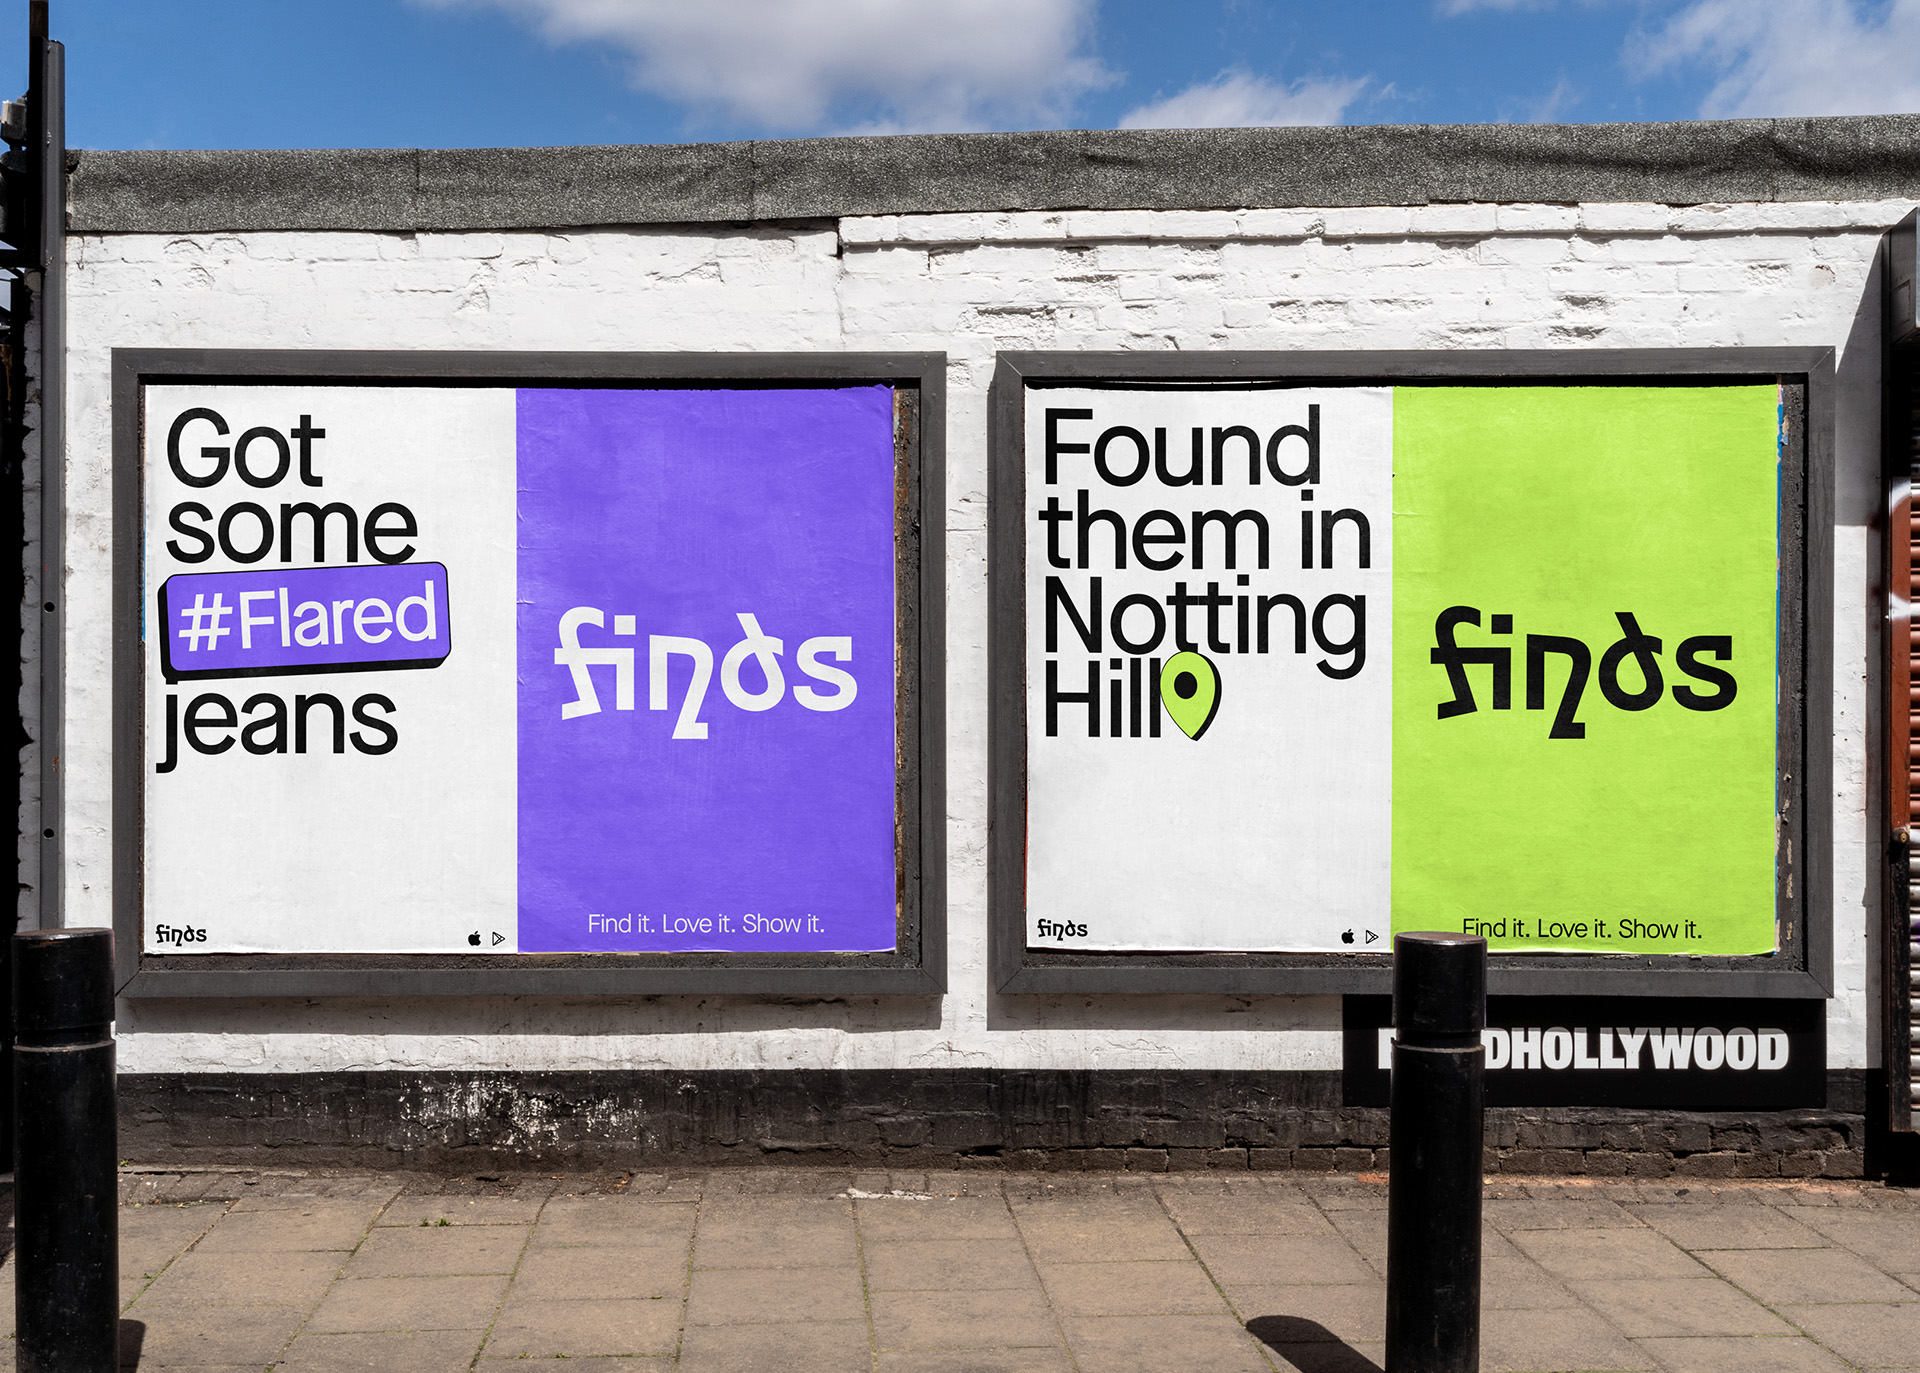 Got
some
#Flared
jeans
finds
finds
Find it. Love it. Show it.
Found
them in
Notting
Hill
finds
finds
Find it. Love it. Show it.